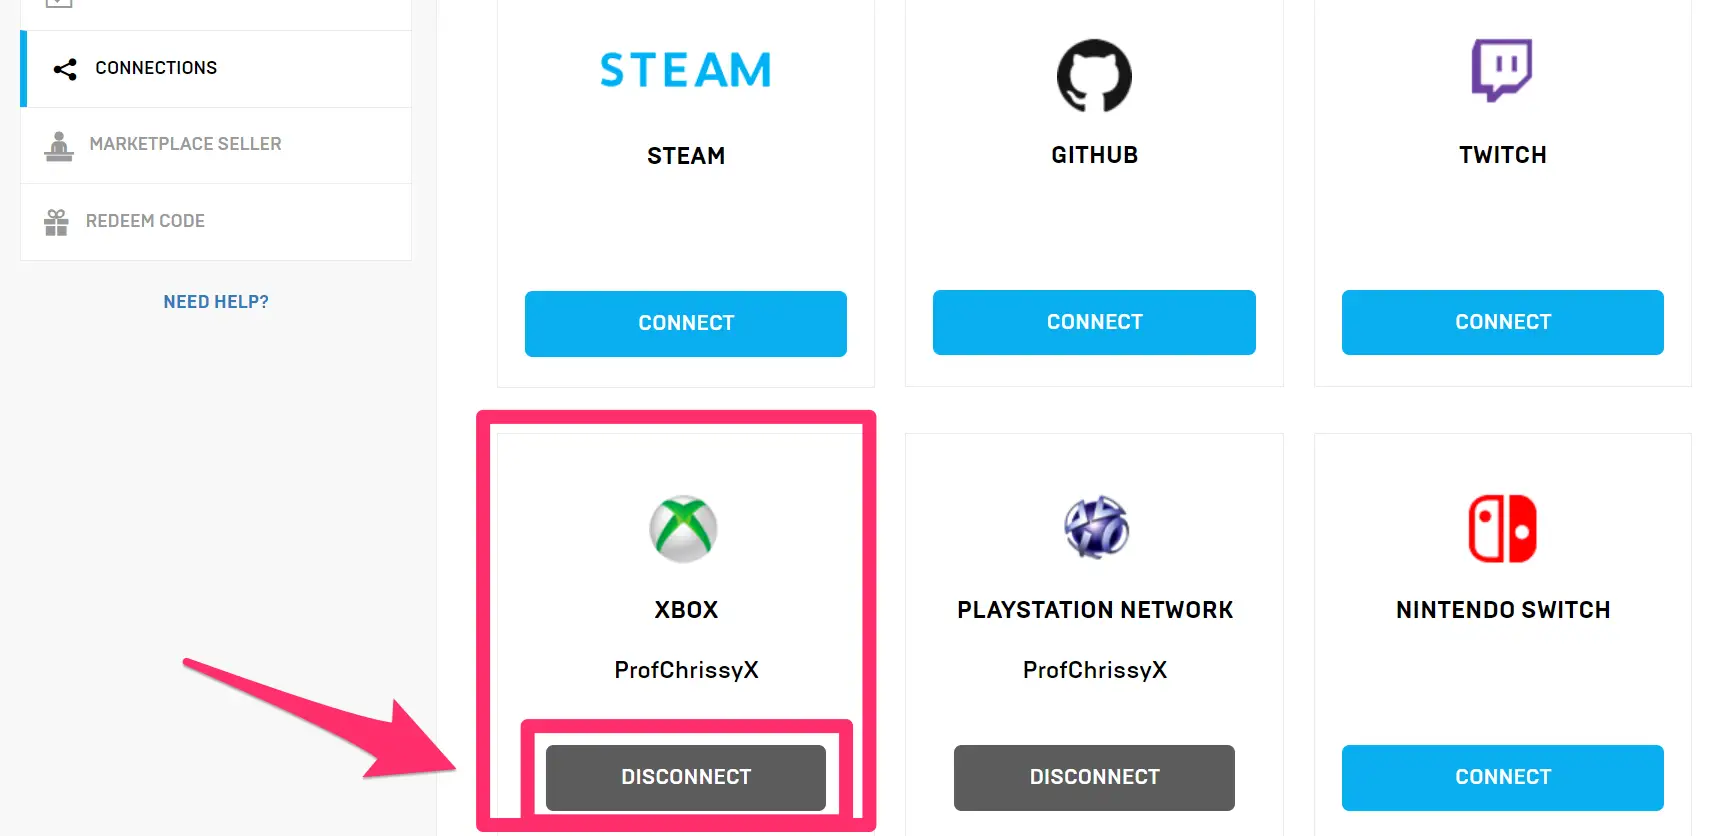 CONNECTIONS
MARKETPLACE SELLER
REDEEM CODE
NEED HELP?
STEAM
STEAM
CONNECT
GITHUB
CONNECT
TWITCH
CONNECT
XBOX
ProfChrissyX
DISCONNECT
PLAYSTATION NETWORK
ProfChrissyX
DISCONNECT
NINTENDO SWITCH
CONNECT